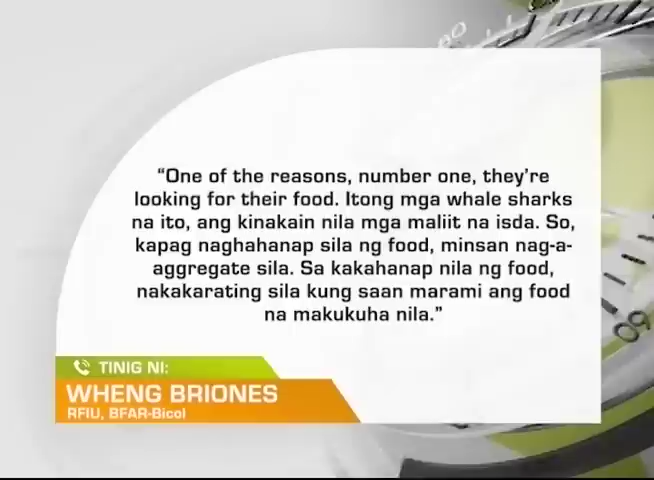 “One of the reasons, number one, they’re
looking for their food. Itong mga whale sharks
na ito, ang kinakain nila mga maliit na isda. So,
kapag naghahanap sila ng food, minsan nag-a-
aggregate sila. Sa kakahanap nila ng food,
nakakarating sila kung saan marami ang food
na makukuha nila.”
TINIG NI:
WHENG BRIONES
RFIU, BFAR-Bicol
60